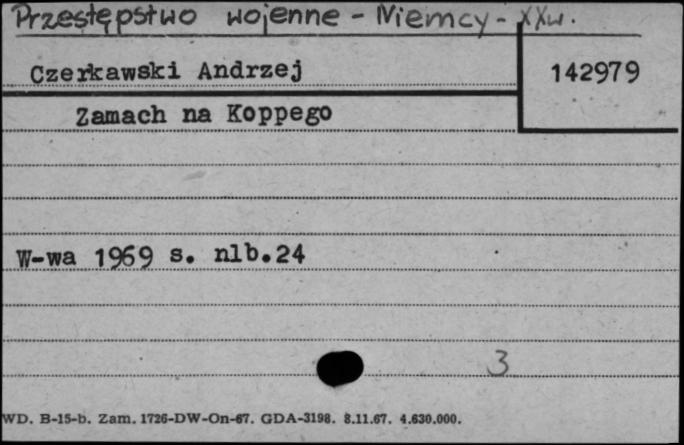 Przestępstwo wojenne - Niemcy - XXw.
Czerkawski Andrzej
142979
Zamach na Koppego
W-wa 1969 s. nlb.24
3
WD. B-15-b. Zam. 1726-DW-On-67. GDA-3198. 8.11.67. 4.630.000.